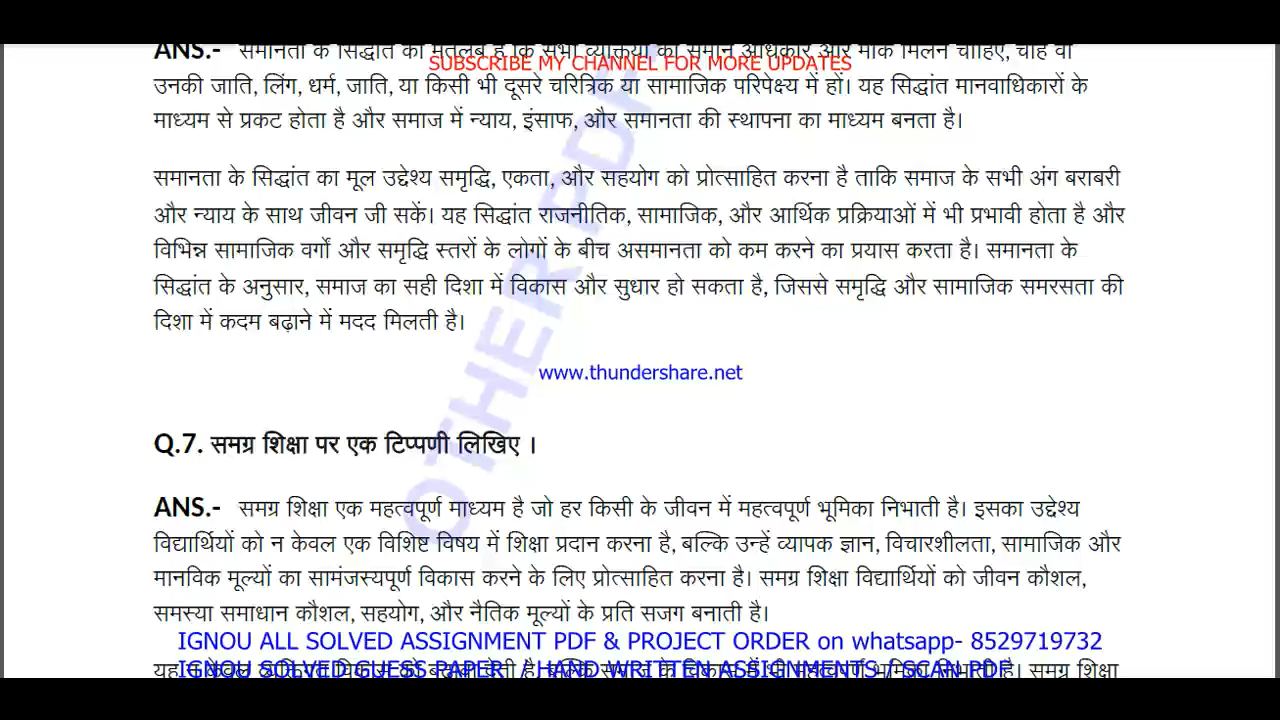 ANS.- समानता के सिद्धांत का मतलब है कि सभी व्यक्तियों को समान अधिकार और मौके मिलने चाहिए, चाहे वो
SUBSCRIBE MY CHANNEL FOR MORE UPDATES
उनकी जाति, लिंग, धर्म, जाति, या किसी भी दूसरे चरित्रिक या सामाजिक परिपेक्ष्य में हों। यह सिद्धांत मानवाधिकारों के
माध्यम से प्रकट होता है और समाज में न्याय, इंसाफ, और समानता की स्थापना का माध्यम बनता है।
समानता के सिद्धांत का मूल उद्देश्य समृद्धि, एकता, और सहयोग को प्रोत्साहित करना है ताकि समाज के सभी अंग बराबरी
और न्याय के साथ जीवन जी सकें। यह सिद्धांत राजनीतिक, सामाजिक, और आर्थिक प्रक्रियाओं में भी प्रभावी होता है और
विभिन्न सामाजिक वर्गों और समृद्धि स्तरों के लोगों के बीच असमानता को कम करने का प्रयास करता है। समानता के
सिद्धांत के अनुसार, समाज का सही दिशा में विकास और सुधार हो सकता है, जिससे समृद्धि और सामाजिक समरसता की
दिशा में कदम बढ़ाने में मदद मिलती है।
OTHER PDF
www.thundershare.net
Q.7. समग्र शिक्षा पर एक टिप्पणी लिखिए ।
ANS.- समग्र शिक्षा एक महत्वपूर्ण माध्यम है जो हर किसी के जीवन में महत्वपूर्ण भूमिका निभाती है। इसका उद्देश्य
विद्यार्थियों को न केवल एक विशिष्ट विषय में शिक्षा प्रदान करना है, बल्कि उन्हें व्यापक ज्ञान, विचारशीलता, सामाजिक और
मानविक मूल्यों का सामंजस्यपूर्ण विकास करने के लिए प्रोत्साहित करना है। समग्र शिक्षा विद्यार्थियों को जीवन कौशल,
समस्या समाधान कौशल, सहयोग, और नैतिक मूल्यों के प्रति सजग बनाती है।
IGNOU ALL SOLVED ASSIGNMENT PDF & PROJECT ORDER on whatsapp- 8529719732
IGNOU SOLVED GUESS PAPER / HAND WRITTEN ASSIGNMENTS / SCAN PDF
है। समग्र शिक्षा